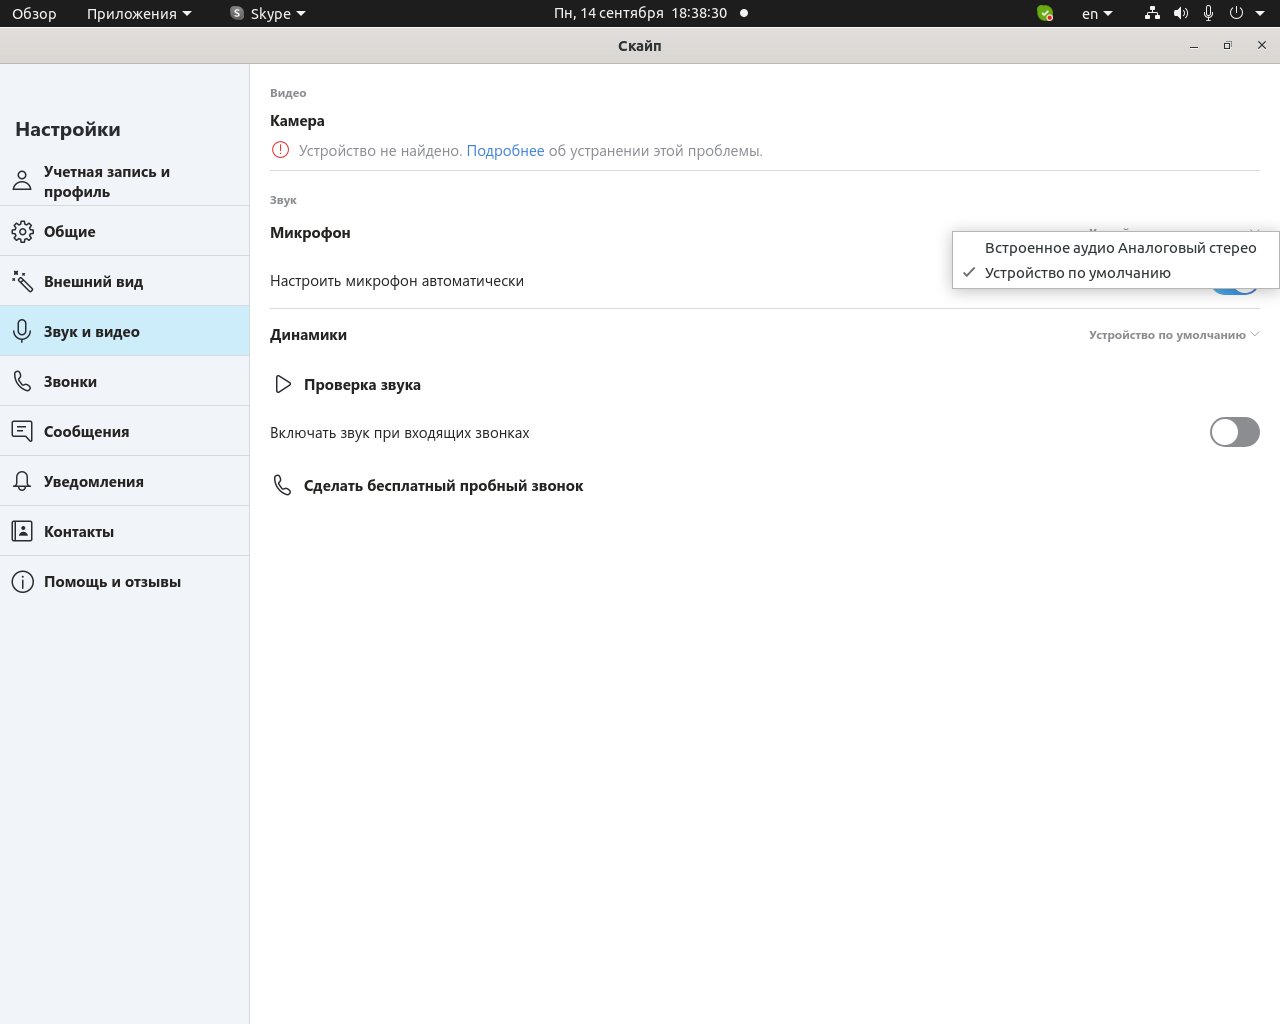 Обзор Приложения Skype Пн, 14 сентября 18:38:30 en
Скайп
Настройки
Учетная запись и
профиль
Общие
Внешний вид
Звук и видео
Звонки
Сообщения
Уведомления
Контакты
Помощь и отзывы
Видео
Камера
Устройство не найдено. Подробнее об устранении этой проблемы.
Звук
Микрофон
Встроенное аудио Аналоговый стерео
Устройство по умолчанию
Настроить микрофон автоматически
Динамики Устройство по умолчанию
Проверка звука
Включать звук при входящих звонках
Сделать бесплатный пробный звонок